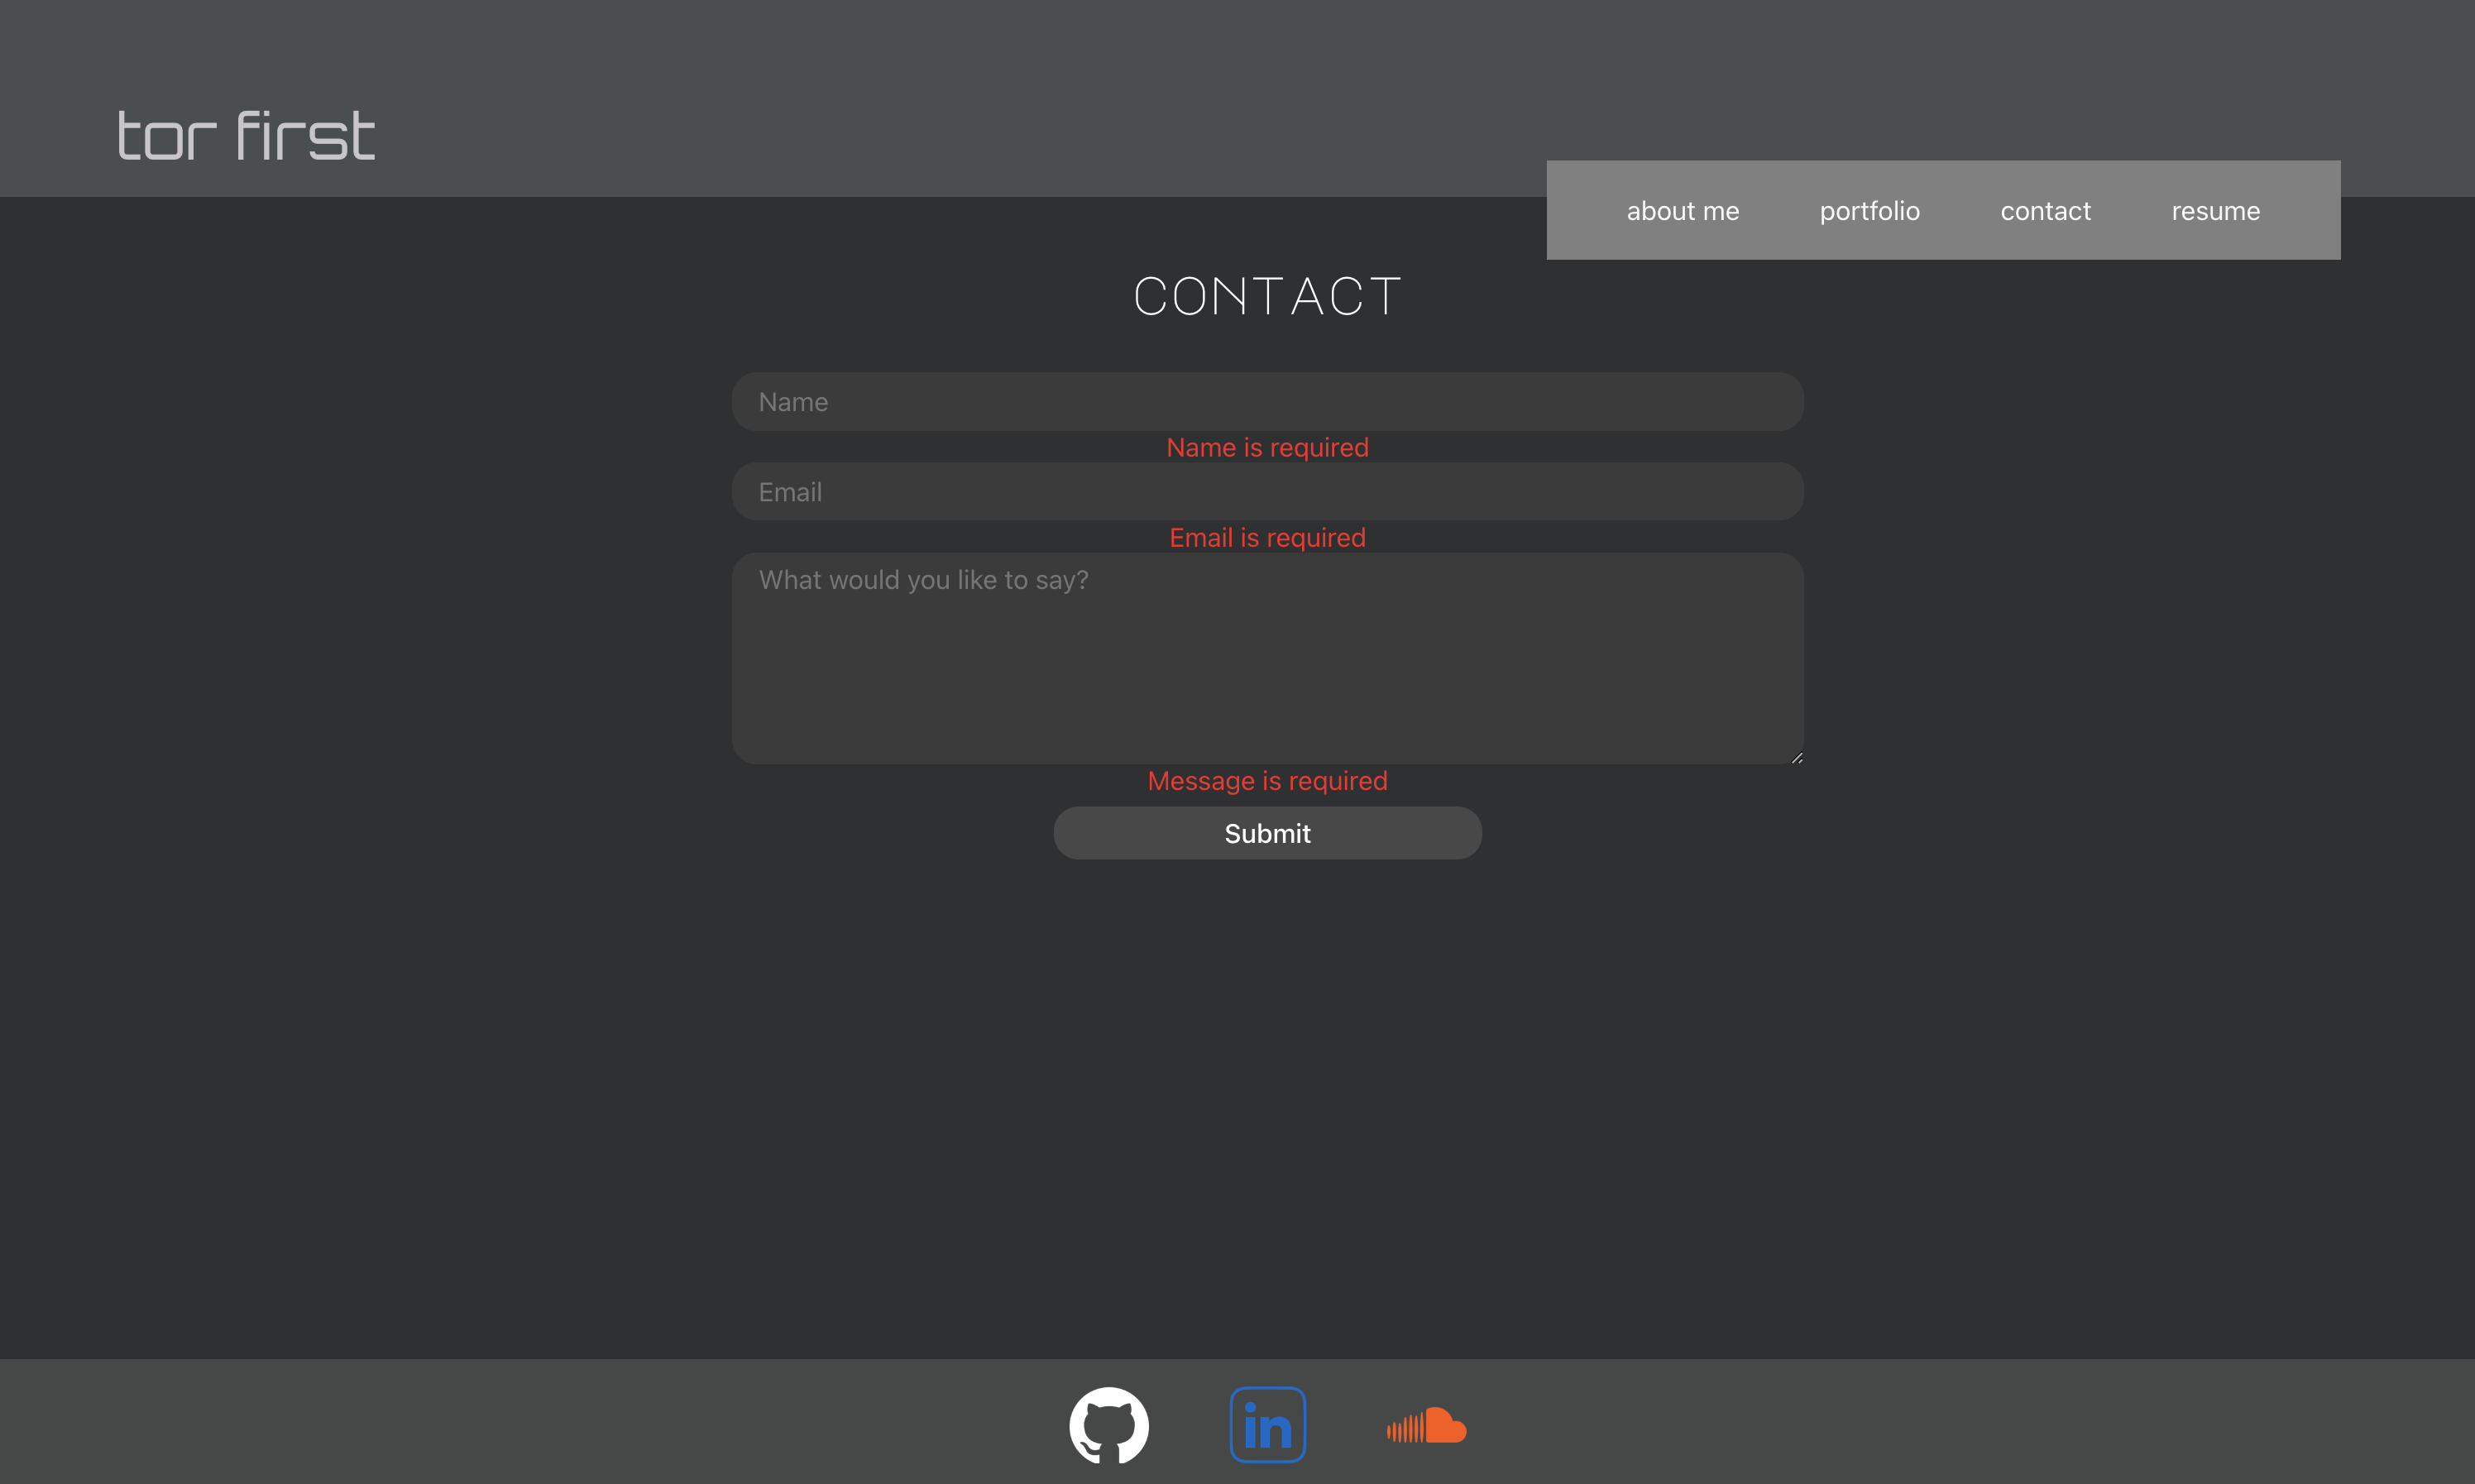 tor first
about me portfolio contact resume
CONTACT
Name
Name is required
Email
Email is required
What would you like to say?
Message is required
Submit
in